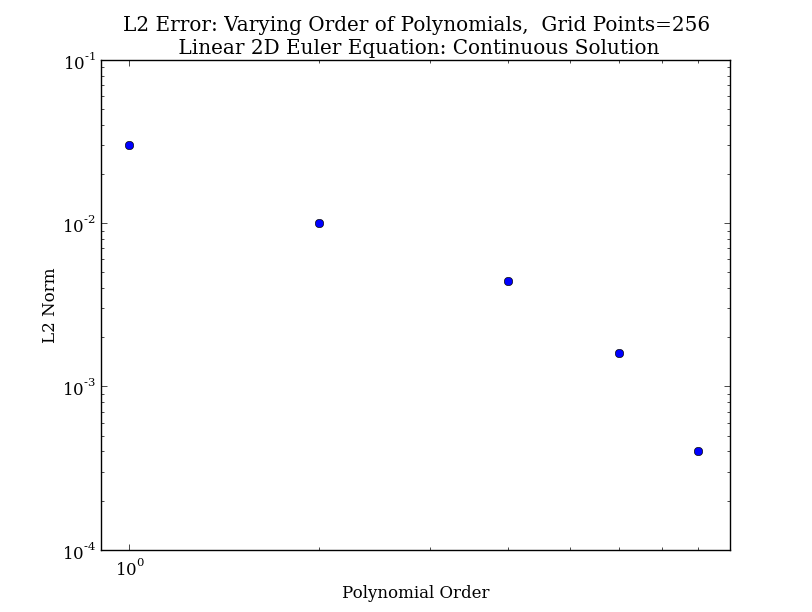 L2 Error: Varying Order of Polynomials,  Grid Points=256
Linear 2D Euler Equation: Continuous Solution
10^-1
10^-2
L2 Norm
10^-3
10^-4
10^0
Polynomial Order